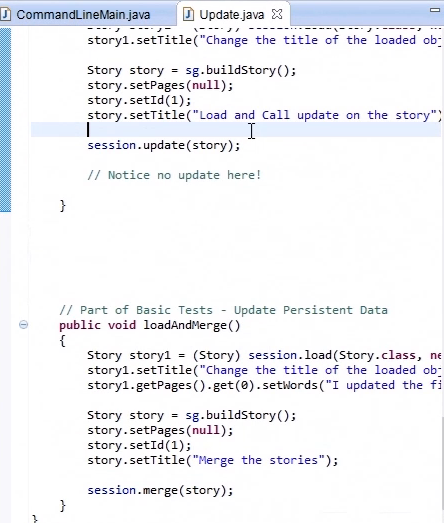 CommandLineMain.java
Update.java
story1.setTitle("Change the title of the loaded obj
Story story = sg.buildStory();
story.setPages(null);
story.setId(1);
story.setTitle("Load and Call update on the story")
session.update(story);
// Notice no update here!
}
// Part of Basic Tests - Update Persistent Data
public void loadAndMerge()
{
Story story1 = (Story) session.load(Story.class, ne
story1.setTitle("Change the title of the loaded obj
story1.getPages().get(0).setWords("I updated the fi
Story story = sg.buildStory();
story.setPages(null);
story.setId(1);
story.setTitle("Merge the stories");
session.merge(story);
}
}